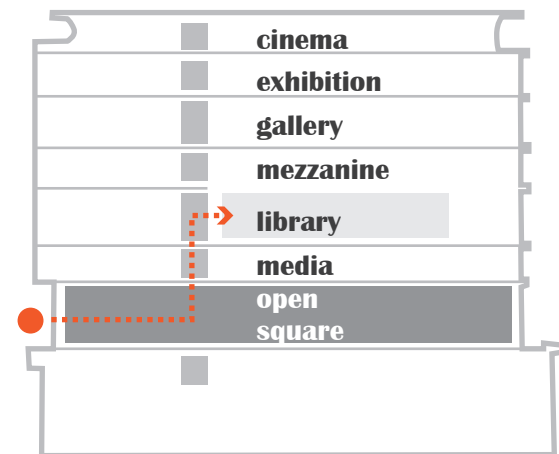 cinema
exhibition
gallery
mezzanine
library
media
open
square